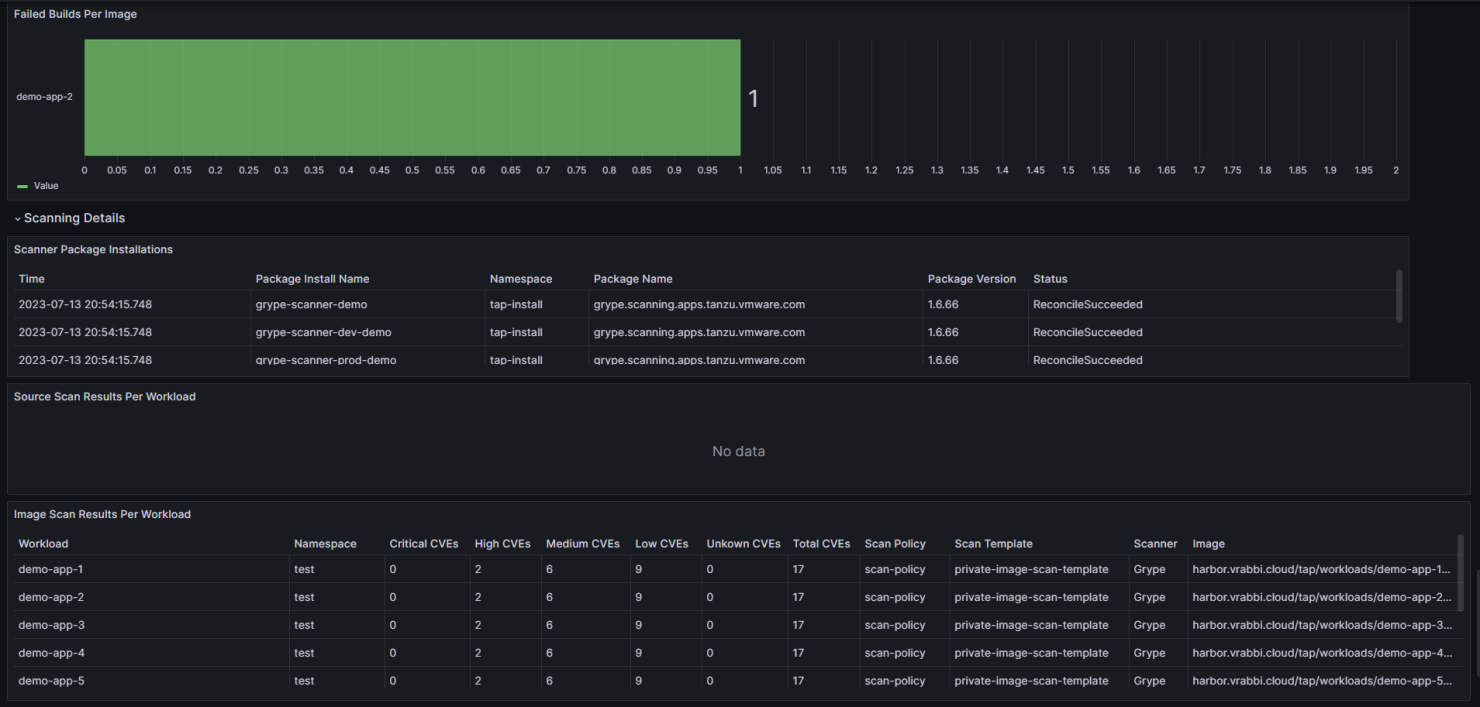 Failed Builds Per Image
demo-app-2
1
0 0.05 0.1 0.15 0.2 0.25 0.3 0.35 0.4 0.45 0.5 0.55 0.6 0.65 0.7 0.75 0.8 0.85 0.9 0.95 1 1.05 1.1 1.15 1.2 1.25 1.3 1.35 1.4 1.45 1.5 1.55 1.6 1.65 1.7 1.75 1.8 1.85 1.9 1.95 2
Value
Scanning Details
Scanner Package Installations
Time Package Install Name Namespace Package Name Package Version Status
2023-07-13 20:54:15.748 grype-scanner-demo tap-install grype.scanning.apps.tanzu.vmware.com 1.6.66 ReconcileSucceeded
2023-07-13 20:54:15.748 grype-scanner-dev-demo tap-install grype.scanning.apps.tanzu.vmware.com 1.6.66 ReconcileSucceeded
2023-07-13 20:54:15.748 grype-scanner-prod-demo tap-install grype.scanning.apps.tanzu.vmware.com 1.6.66 ReconcileSucceeded
Source Scan Results Per Workload
No data
Image Scan Results Per Workload
Workload Namespace Critical CVEs High CVEs Medium CVEs Low CVEs Unkown CVEs Total CVEs Scan Policy Scan Template Scanner Image
demo-app-1 test 0 2 6 9 0 17 scan-policy private-image-scan-template Grype harbor.vrabbi.cloud/tap/workloads/demo-app-1...
demo-app-2 test 0 2 6 9 0 17 scan-policy private-image-scan-template Grype harbor.vrabbi.cloud/tap/workloads/demo-app-2...
demo-app-3 test 0 2 6 9 0 17 scan-policy private-image-scan-template Grype harbor.vrabbi.cloud/tap/workloads/demo-app-3...
demo-app-4 test 0 2 6 9 0 17 scan-policy private-image-scan-template Grype harbor.vrabbi.cloud/tap/workloads/demo-app-4...
demo-app-5 test 0 2 6 9 0 17 scan-policy private-image-scan-template Grype harbor.vrabbi.cloud/tap/workloads/demo-app-5...